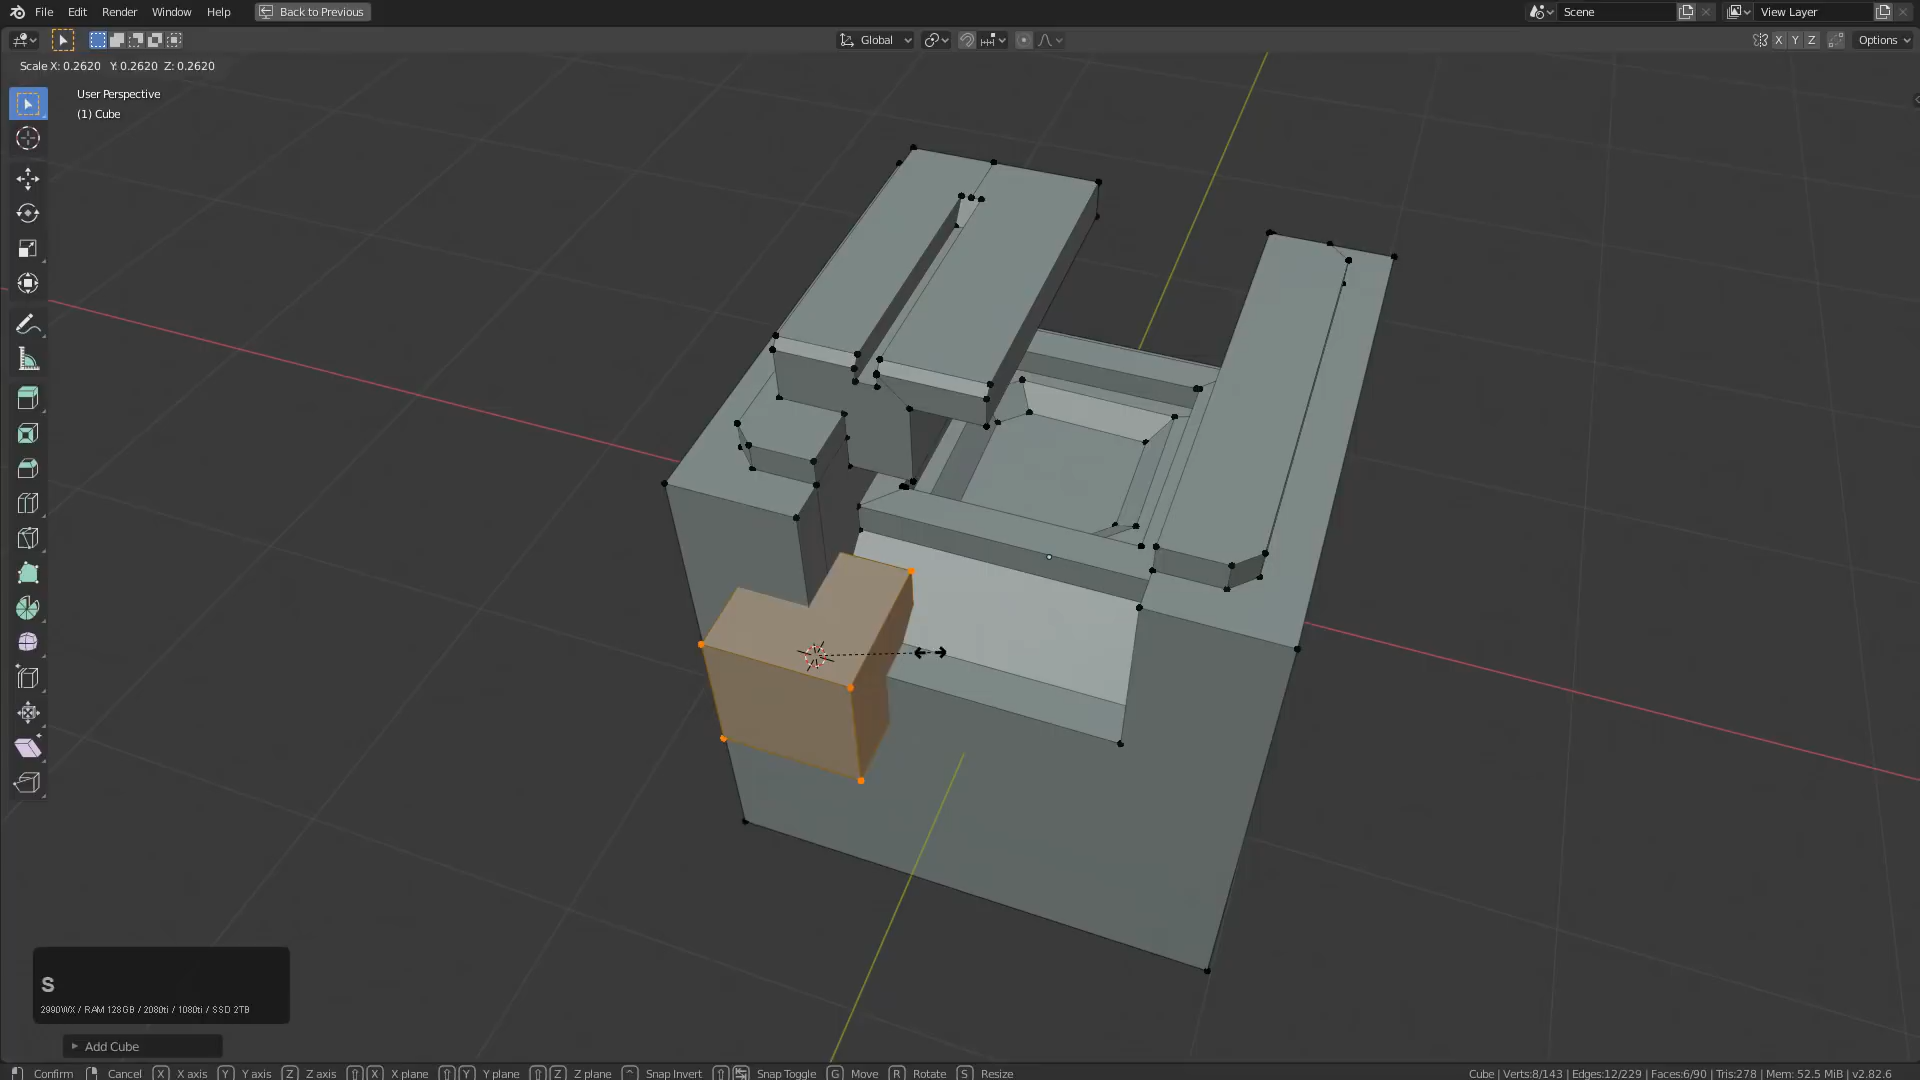 File Edit Render Window Help Back to Previous Scene View Layer
Global X Y Z Options
Scale X: 0.2620 Y: 0.2620 Z: 0.2620
User Perspective
(1) Cube
S
2990WX / RAM 128GB / 2080ti / 1080ti / SSD 2TB
Add Cube
Confirm Cancel X X axis Y Y axis Z Z axis X X plane Y Y plane Z Z plane Snap Invert Snap Toggle G Move R Rotate S Resize Cube | Verts:8/143 | Edges:12/229 | Faces:6/90 | Tris:278 | Mem: 52.5 MiB | v2.82.6